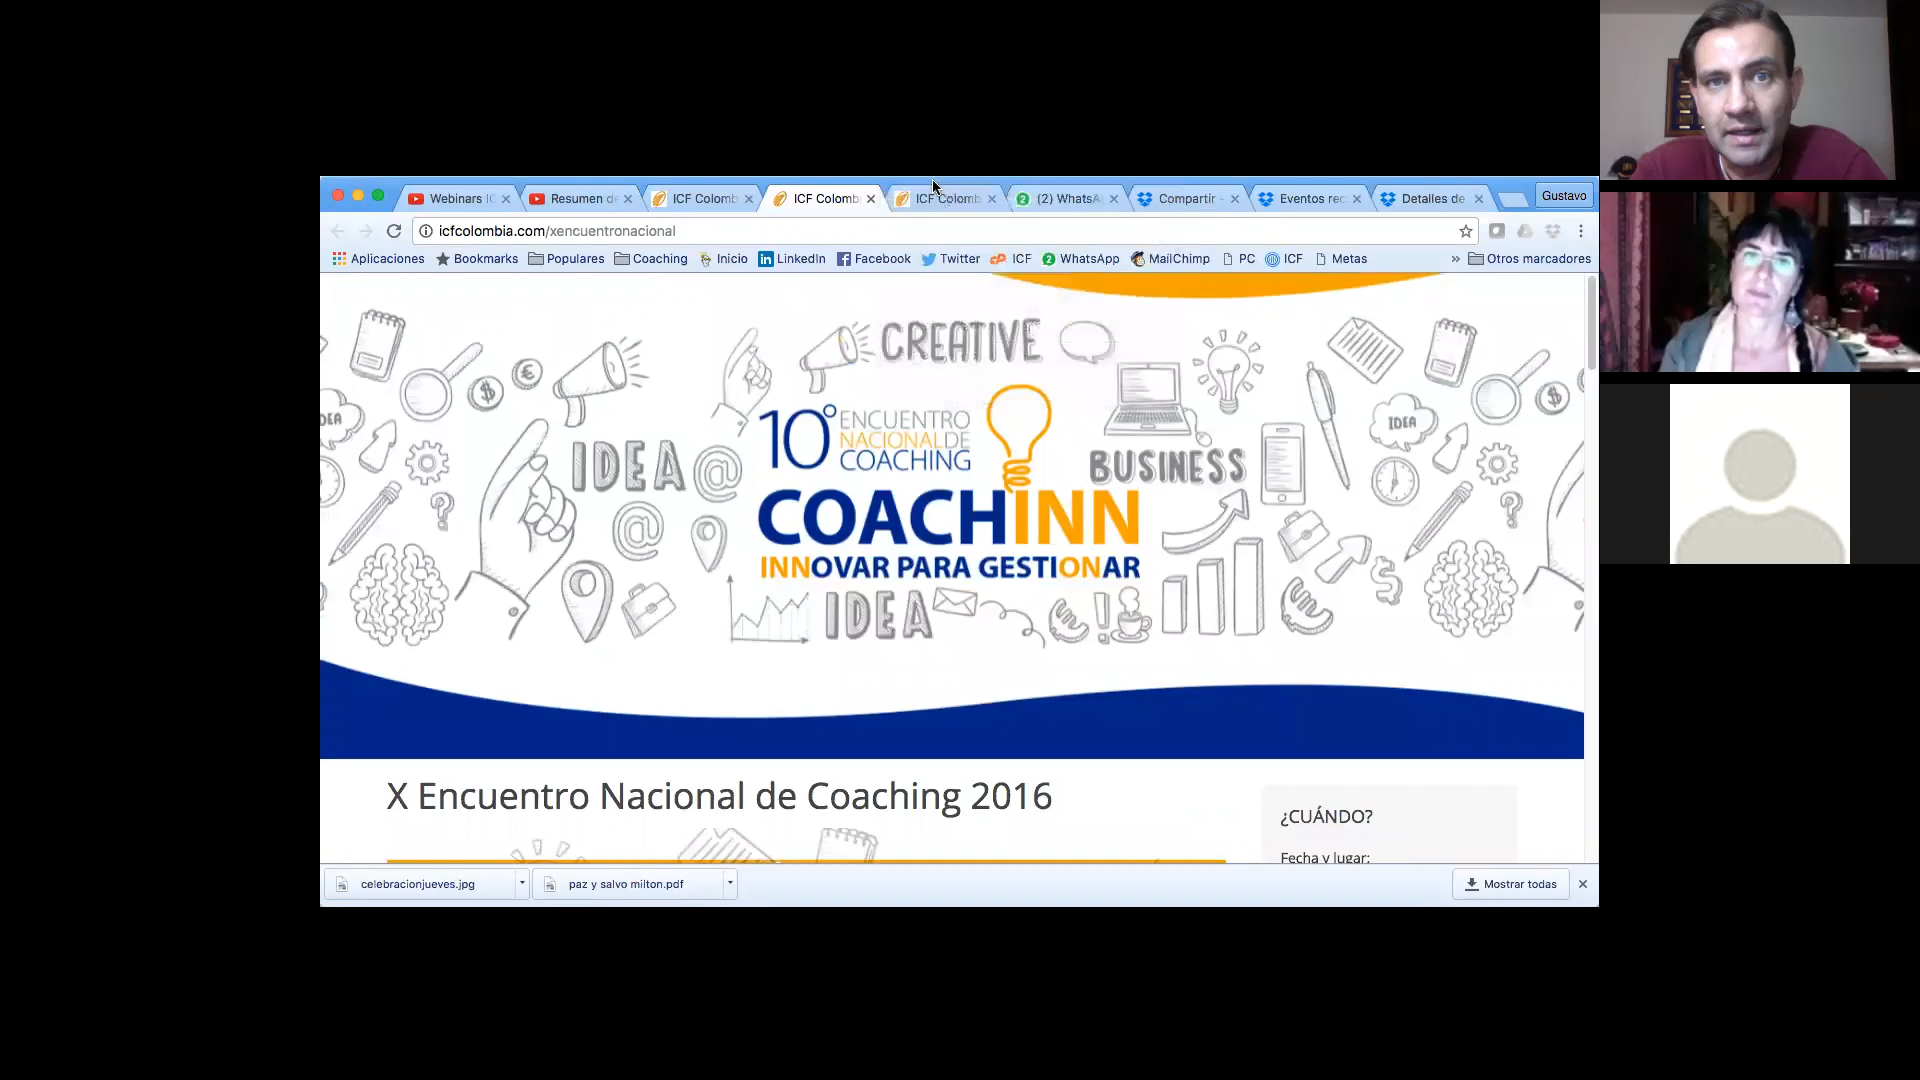 Webinars IC
Resumen de
ICF Colomb
ICF Colomb
ICF Colomb
(2) WhatsA
Compartir -
Eventos rec
Detalles de
Gustavo
icfcolombia.com/xencuentronacional
Aplicaciones
Bookmarks
Populares
Coaching
Inicio
LinkedIn
Facebook
Twitter
ICF
WhatsApp
MailChimp
PC
ICF
Metas
»
Otros marcadores
CREATIVE
IDEA
IDEA
IDEA
BUSINESS
10° ENCUENTRO
NACIONAL DE
COACHING
COACHINN
INNOVAR PARA GESTIONAR
IDEA
X Encuentro Nacional de Coaching 2016
¿CUÁNDO?
Fecha y lugar:
celebracionjueves.jpg
paz y salvo milton.pdf
Mostrar todas